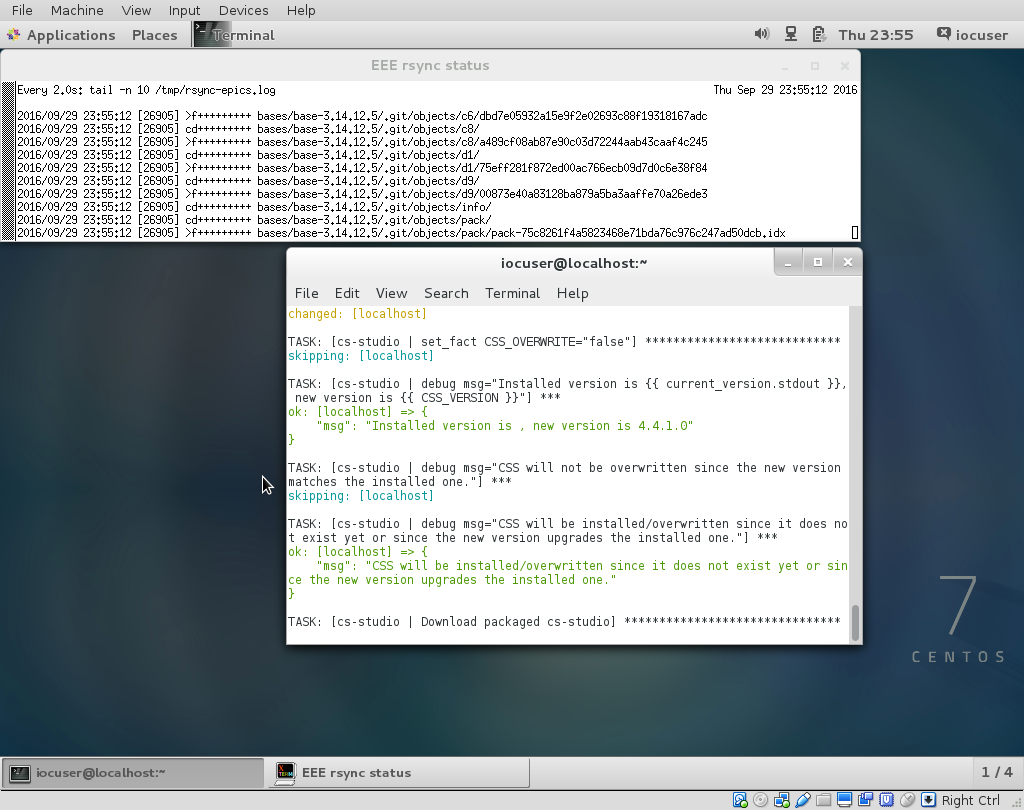 File Machine View Input Devices Help
Applications Places Terminal Thu 23:55 iocuser
EEE rsync status
Every 2.0s: tail -n 10 /tmp/rsync-epics.log Thu Sep 29 23:55:12 2016
2016/09/29 23:55:12 [26905] >f+++++++++ bases/base-3.14.12.5/.git/objects/c6/dbd7e05932a15e9f2e02693c88f19318167adc
2016/09/29 23:55:12 [26905] cd+++++++++ bases/base-3.14.12.5/.git/objects/c8/
2016/09/29 23:55:12 [26905] >f+++++++++ bases/base-3.14.12.5/.git/objects/c8/a489cf08ab87e90c03d72244aab43caaf4c245
2016/09/29 23:55:12 [26905] cd+++++++++ bases/base-3.14.12.5/.git/objects/d1/
2016/09/29 23:55:12 [26905] >f+++++++++ bases/base-3.14.12.5/.git/objects/d1/75eff281f872ed00ac766ecb09d7d0c6e38f84
2016/09/29 23:55:12 [26905] cd+++++++++ bases/base-3.14.12.5/.git/objects/d9/
2016/09/29 23:55:12 [26905] >f+++++++++ bases/base-3.14.12.5/.git/objects/d9/00873e40a83128ba879a5ba3aaffe70a26ede3
2016/09/29 23:55:12 [26905] cd+++++++++ bases/base-3.14.12.5/.git/objects/info/
2016/09/29 23:55:12 [26905] cd+++++++++ bases/base-3.14.12.5/.git/objects/pack/
2016/09/29 23:55:12 [26905] >f+++++++++ bases/base-3.14.12.5/.git/objects/pack/pack-75c8261f4a5823468e71bda76c976c247ad50dcb.idx
iocuser@localhost:~
File Edit View Search Terminal Help
changed: [localhost]
TASK: [cs-studio | set_fact CSS_OVERWRITE="false"] ****************************
skipping: [localhost]
TASK: [cs-studio | debug msg="Installed version is {{ current_version.stdout }},
new version is {{ CSS_VERSION }}"] ***
ok: [localhost] => {
"msg": "Installed version is , new version is 4.4.1.0"
}
TASK: [cs-studio | debug msg="CSS will not be overwritten since the new version
matches the installed one."] ***
skipping: [localhost]
TASK: [cs-studio | debug msg="CSS will be installed/overwritten since it does no
t exist yet or since the new version upgrades the installed one."] ***
ok: [localhost] => {
"msg": "CSS will be installed/overwritten since it does not exist yet or sin
ce the new version upgrades the installed one."
}
TASK: [cs-studio | Download packaged cs-studio] *******************************
7
CENTOS
iocuser@localhost:~ EEE rsync status 1 / 4
Right Ctrl